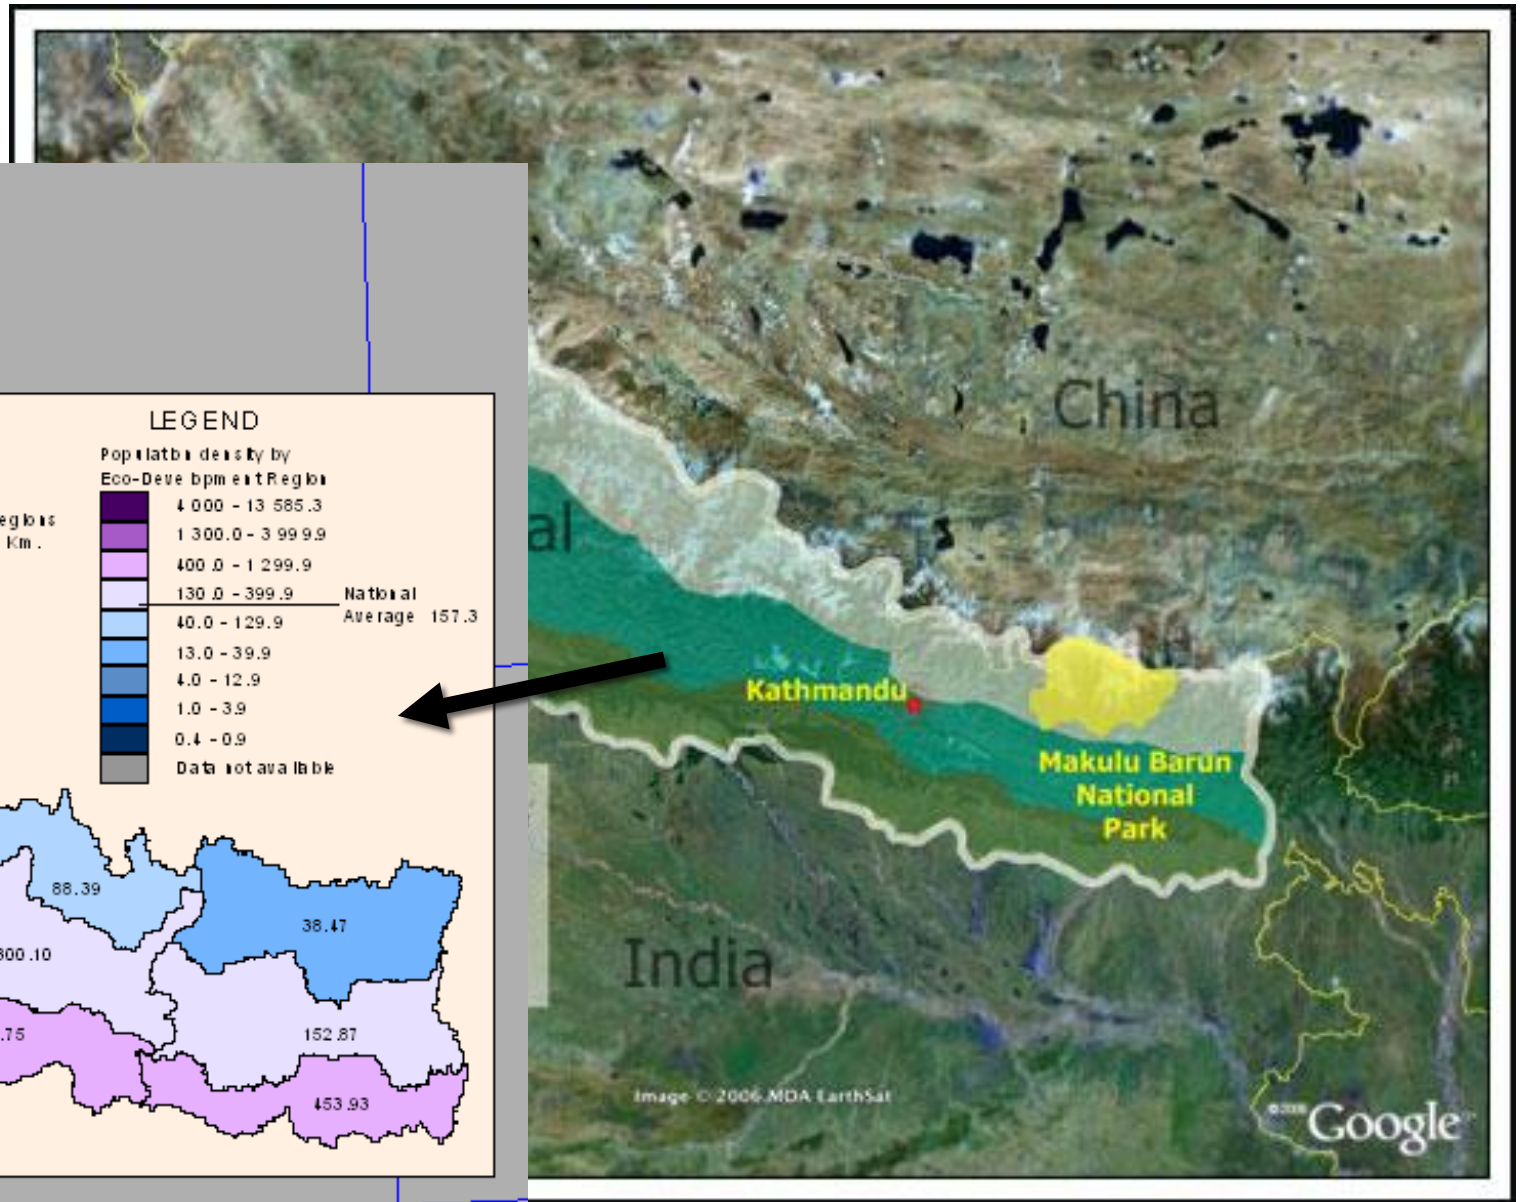 LEGEND
Population density by
Eco-Development Region
4 000 - 13 585.3
1 300.0 - 3 999.9
400.0 - 1 299.9
130.0 - 399.9
40.0 - 129.9
13.0 - 39.9
4.0 - 12.9
1.0 - 3.9
0.4 - 0.9
Data not available
National
Average 157.3
egions
Km.
88.39
38.47
300.10
152.87
.75
453.93
China
al
Kathmandu
Makulu Barun
National
Park
India
Image © 2006 MDA EarthSat
Google